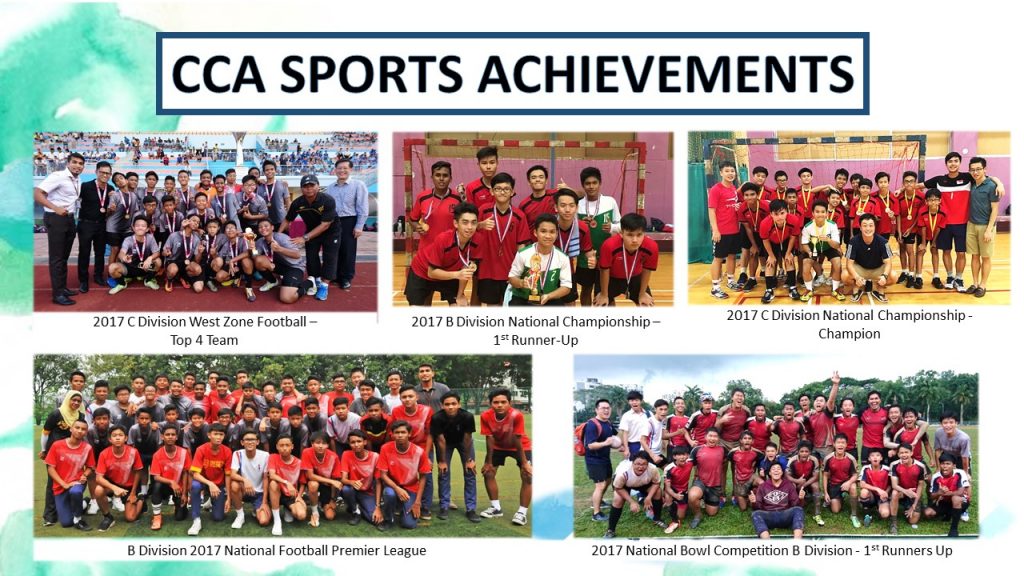 CCA SPORTS ACHIEVEMENTS
2017 C Division West Zone Football –
Top 4 Team
2017 B Division National Championship –
1st Runner-Up
2017 C Division National Championship -
Champion
B Division 2017 National Football Premier League
2017 National Bowl Competition B Division - 1st Runners Up